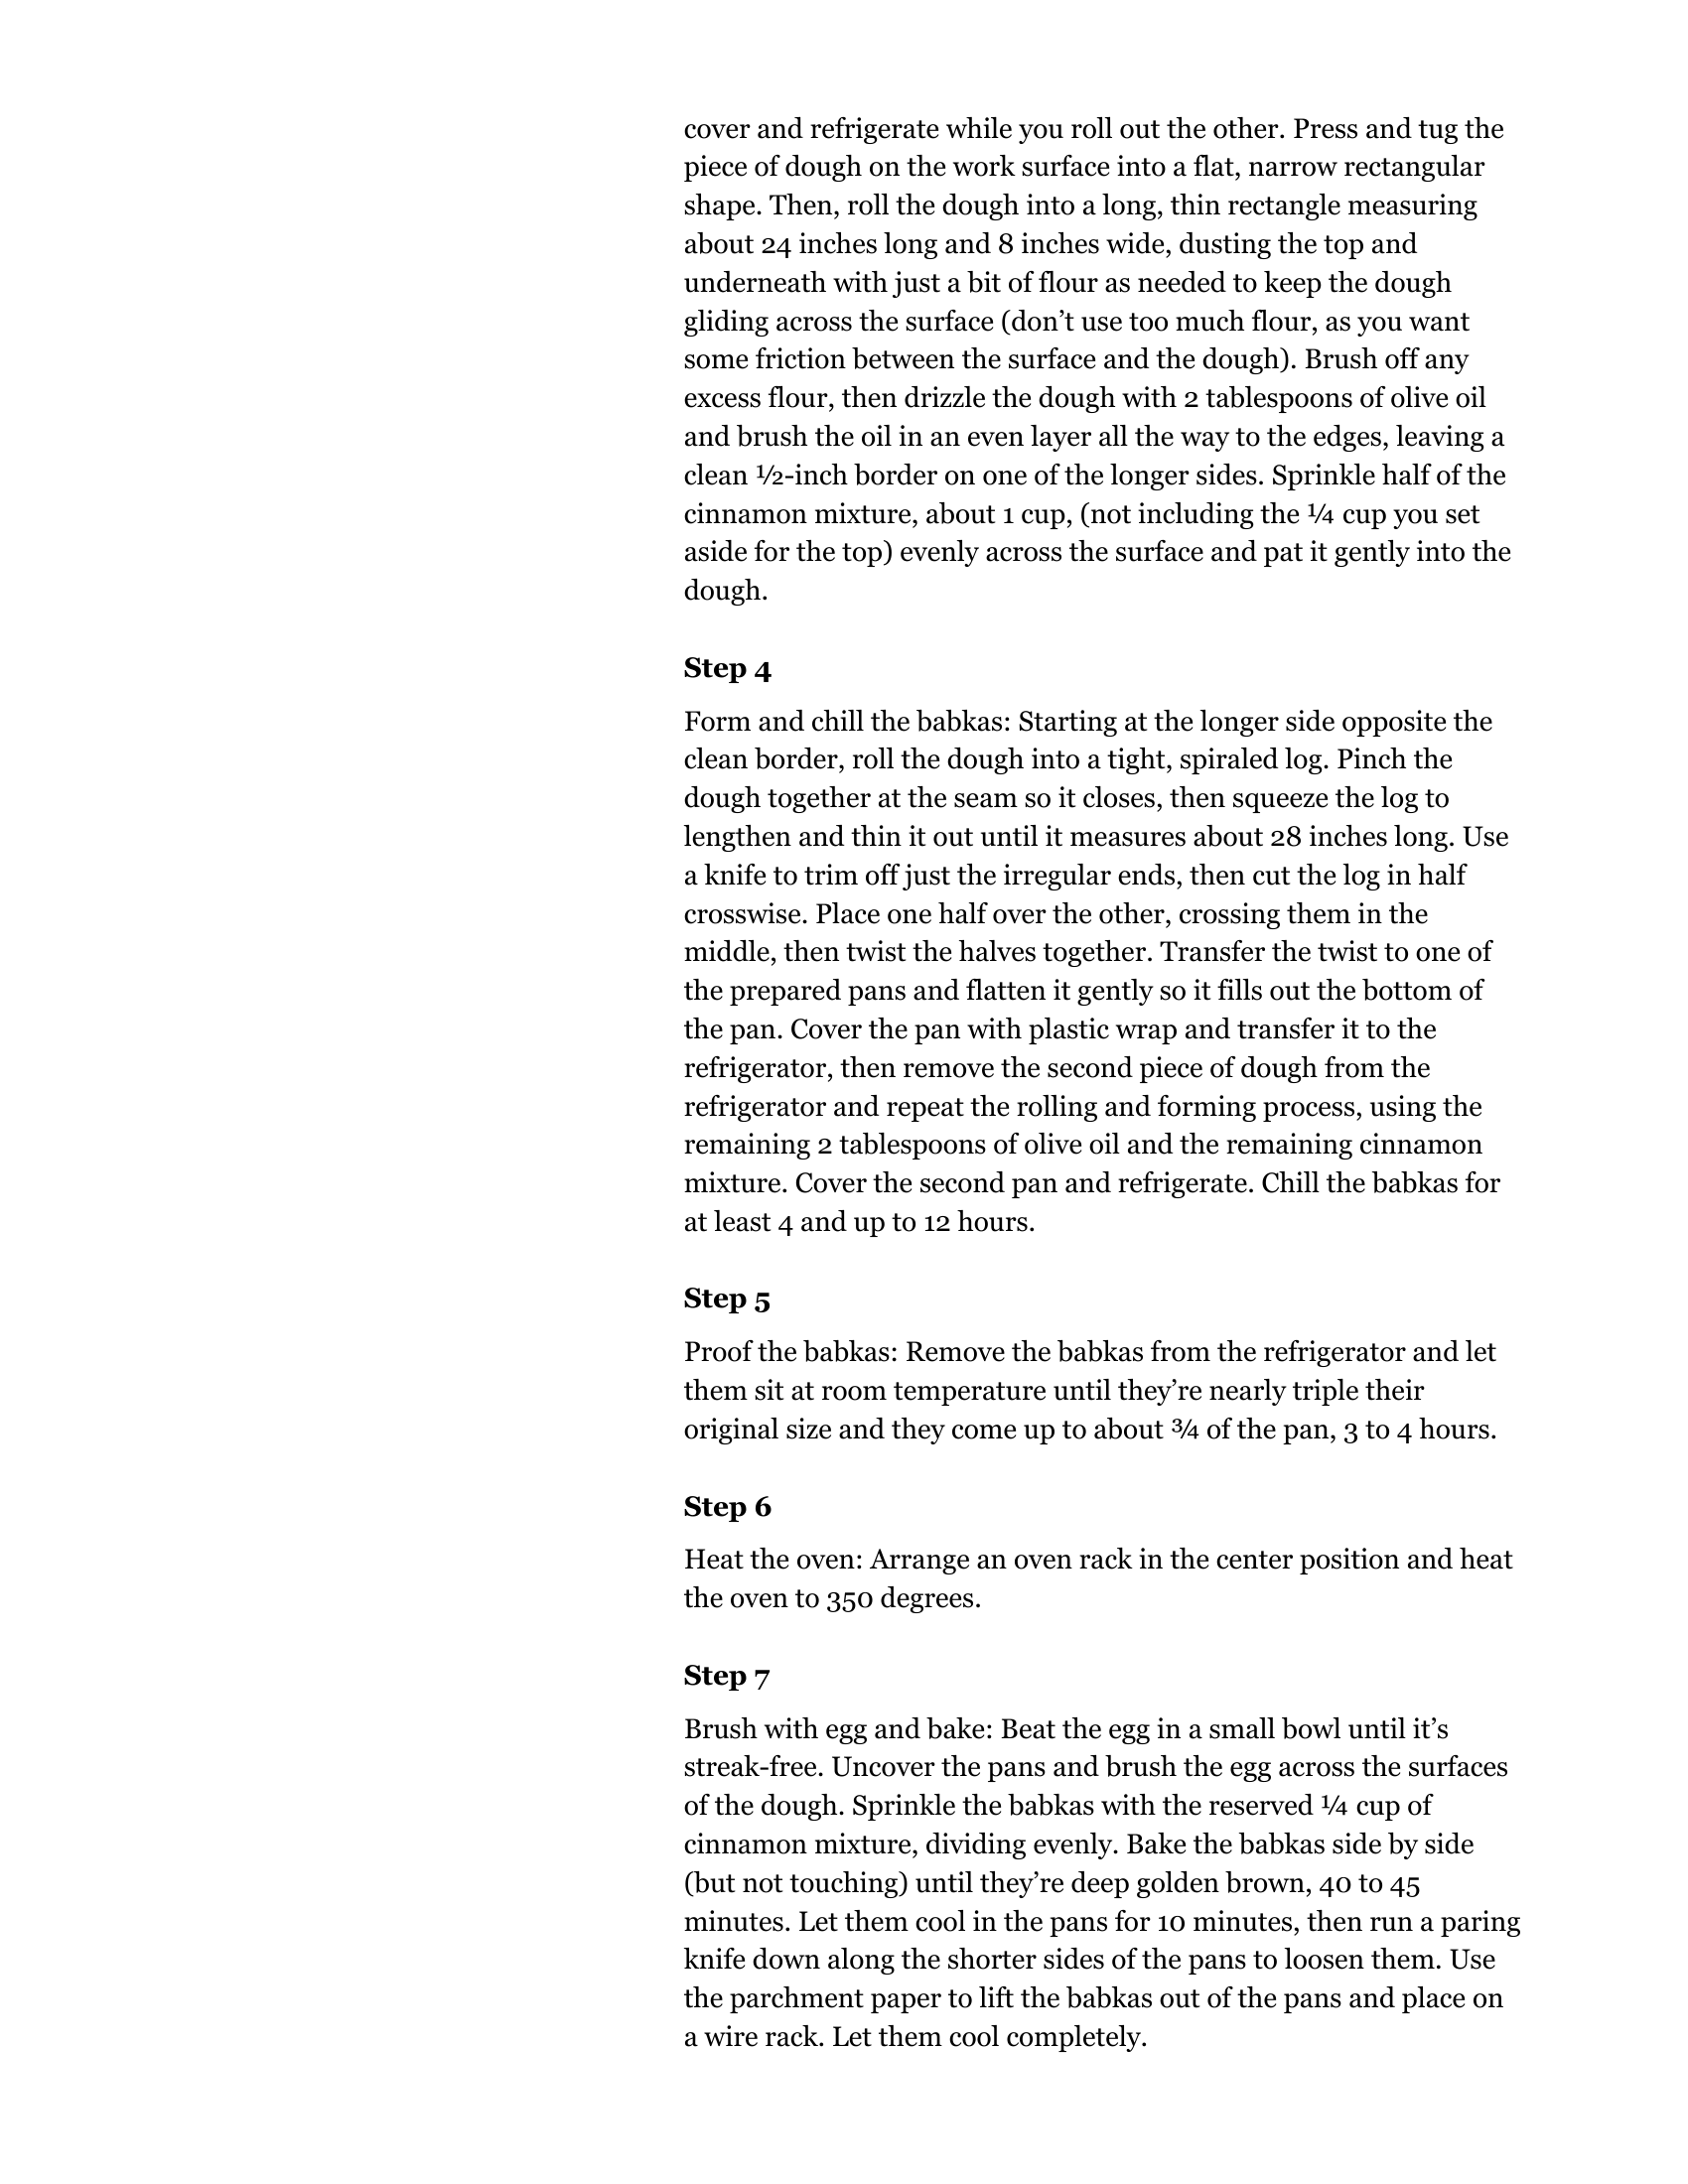 cover and refrigerate while you roll out the other. Press and tug the
piece of dough on the work surface into a flat, narrow rectangular
shape. Then, roll the dough into a long, thin rectangle measuring
about 24 inches long and 8 inches wide, dusting the top and
underneath with just a bit of flour as needed to keep the dough
gliding across the surface (don’t use too much flour, as you want
some friction between the surface and the dough). Brush off any
excess flour, then drizzle the dough with 2 tablespoons of olive oil
and brush the oil in an even layer all the way to the edges, leaving a
clean ½-inch border on one of the longer sides. Sprinkle half of the
cinnamon mixture, about 1 cup, (not including the ¼ cup you set
aside for the top) evenly across the surface and pat it gently into the
dough.
Step 4
Form and chill the babkas: Starting at the longer side opposite the
clean border, roll the dough into a tight, spiraled log. Pinch the
dough together at the seam so it closes, then squeeze the log to
lengthen and thin it out until it measures about 28 inches long. Use
a knife to trim off just the irregular ends, then cut the log in half
crosswise. Place one half over the other, crossing them in the
middle, then twist the halves together. Transfer the twist to one of
the prepared pans and flatten it gently so it fills out the bottom of
the pan. Cover the pan with plastic wrap and transfer it to the
refrigerator, then remove the second piece of dough from the
refrigerator and repeat the rolling and forming process, using the
remaining 2 tablespoons of olive oil and the remaining cinnamon
mixture. Cover the second pan and refrigerate. Chill the babkas for
at least 4 and up to 12 hours.
Step 5
Proof the babkas: Remove the babkas from the refrigerator and let
them sit at room temperature until they’re nearly triple their
original size and they come up to about ¾ of the pan, 3 to 4 hours.
Step 6
Heat the oven: Arrange an oven rack in the center position and heat
the oven to 350 degrees.
Step 7
Brush with egg and bake: Beat the egg in a small bowl until it’s
streak-free. Uncover the pans and brush the egg across the surfaces
of the dough. Sprinkle the babkas with the reserved ¼ cup of
cinnamon mixture, dividing evenly. Bake the babkas side by side
(but not touching) until they’re deep golden brown, 40 to 45
minutes. Let them cool in the pans for 10 minutes, then run a paring
knife down along the shorter sides of the pans to loosen them. Use
the parchment paper to lift the babkas out of the pans and place on
a wire rack. Let them cool completely.